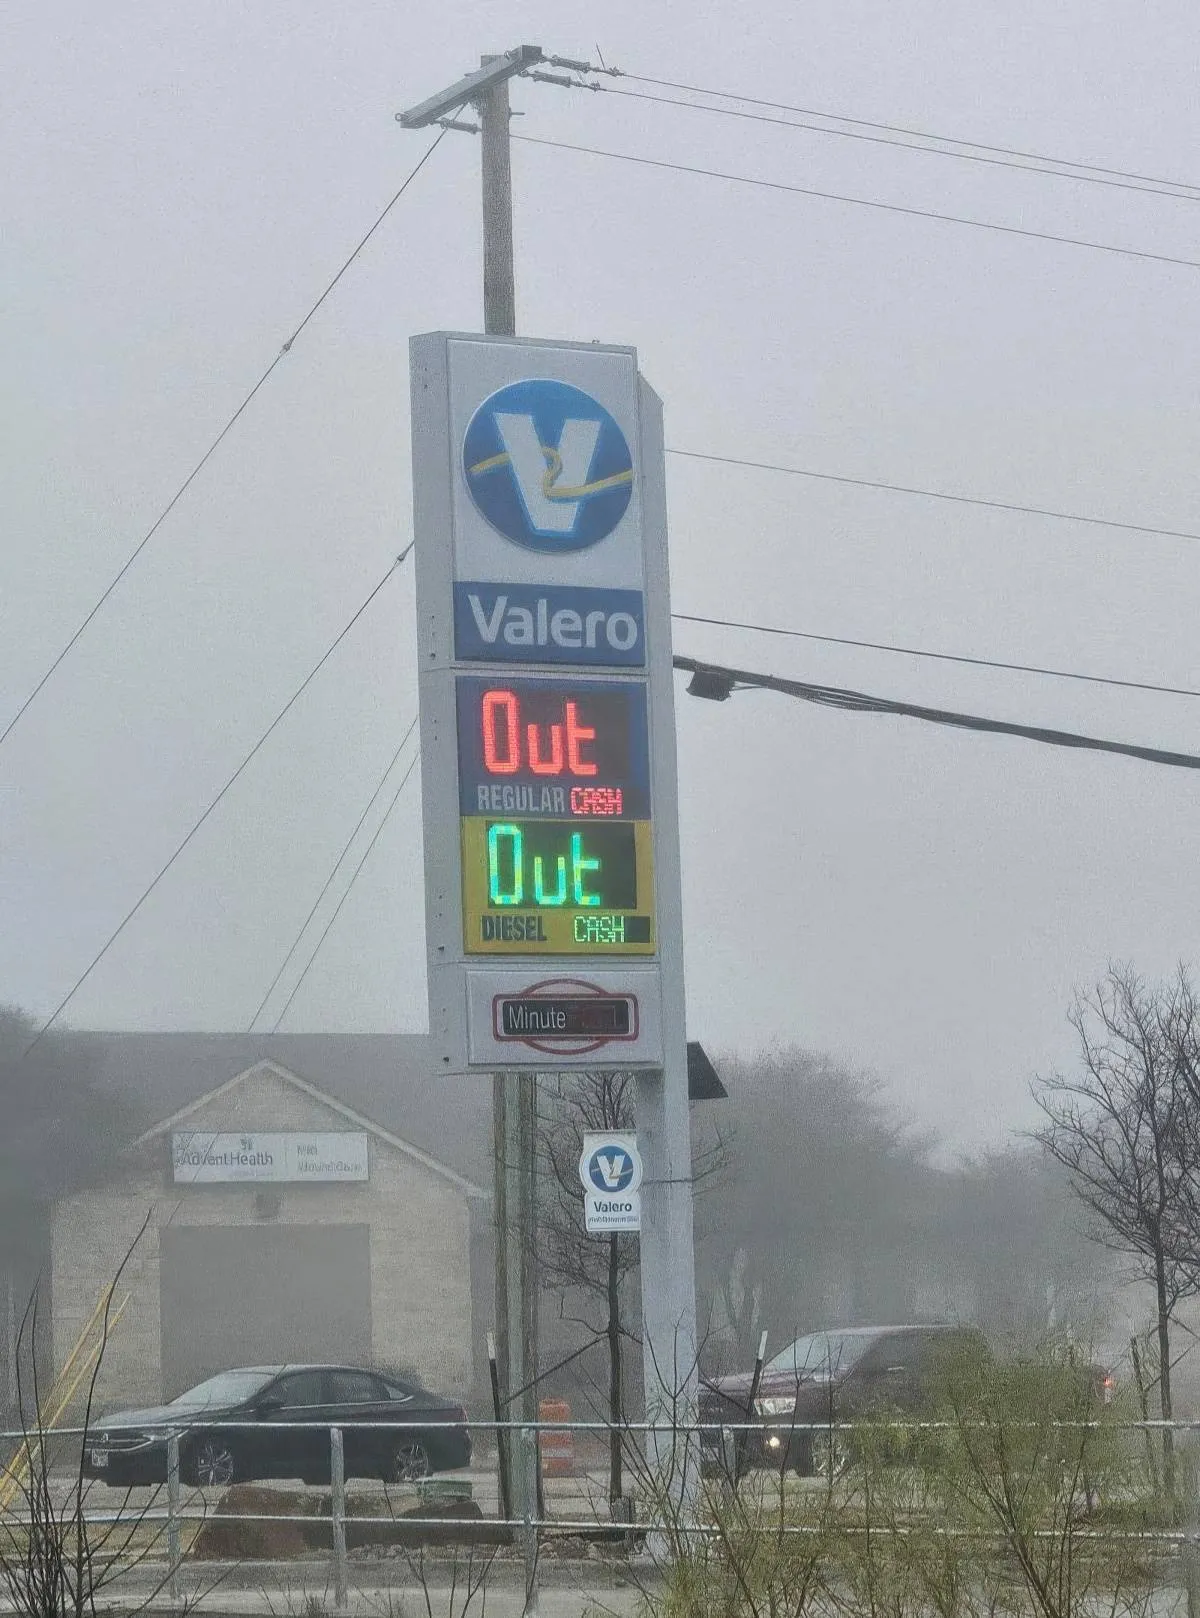 Valero
Out
REGULAR CASH
Out
DIESEL CASH
Minute
AdventHealth
Valero